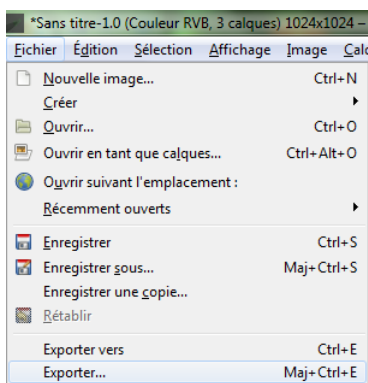 *Sans titre-1.0 (Couleur RVB, 3 calques) 1024x1024 –
Fichier Édition Sélection Affichage Image Calc
Nouvelle image... Ctrl+N
Créer
Ouvrir... Ctrl+O
Ouvrir en tant que calques... Ctrl+Alt+O
Ouvrir suivant l'emplacement :
Récemment ouverts
Enregistrer Ctrl+S
Enregistrer sous... Maj+Ctrl+S
Enregistrer une copie...
Rétablir
Exporter vers Ctrl+E
Exporter... Maj+Ctrl+E